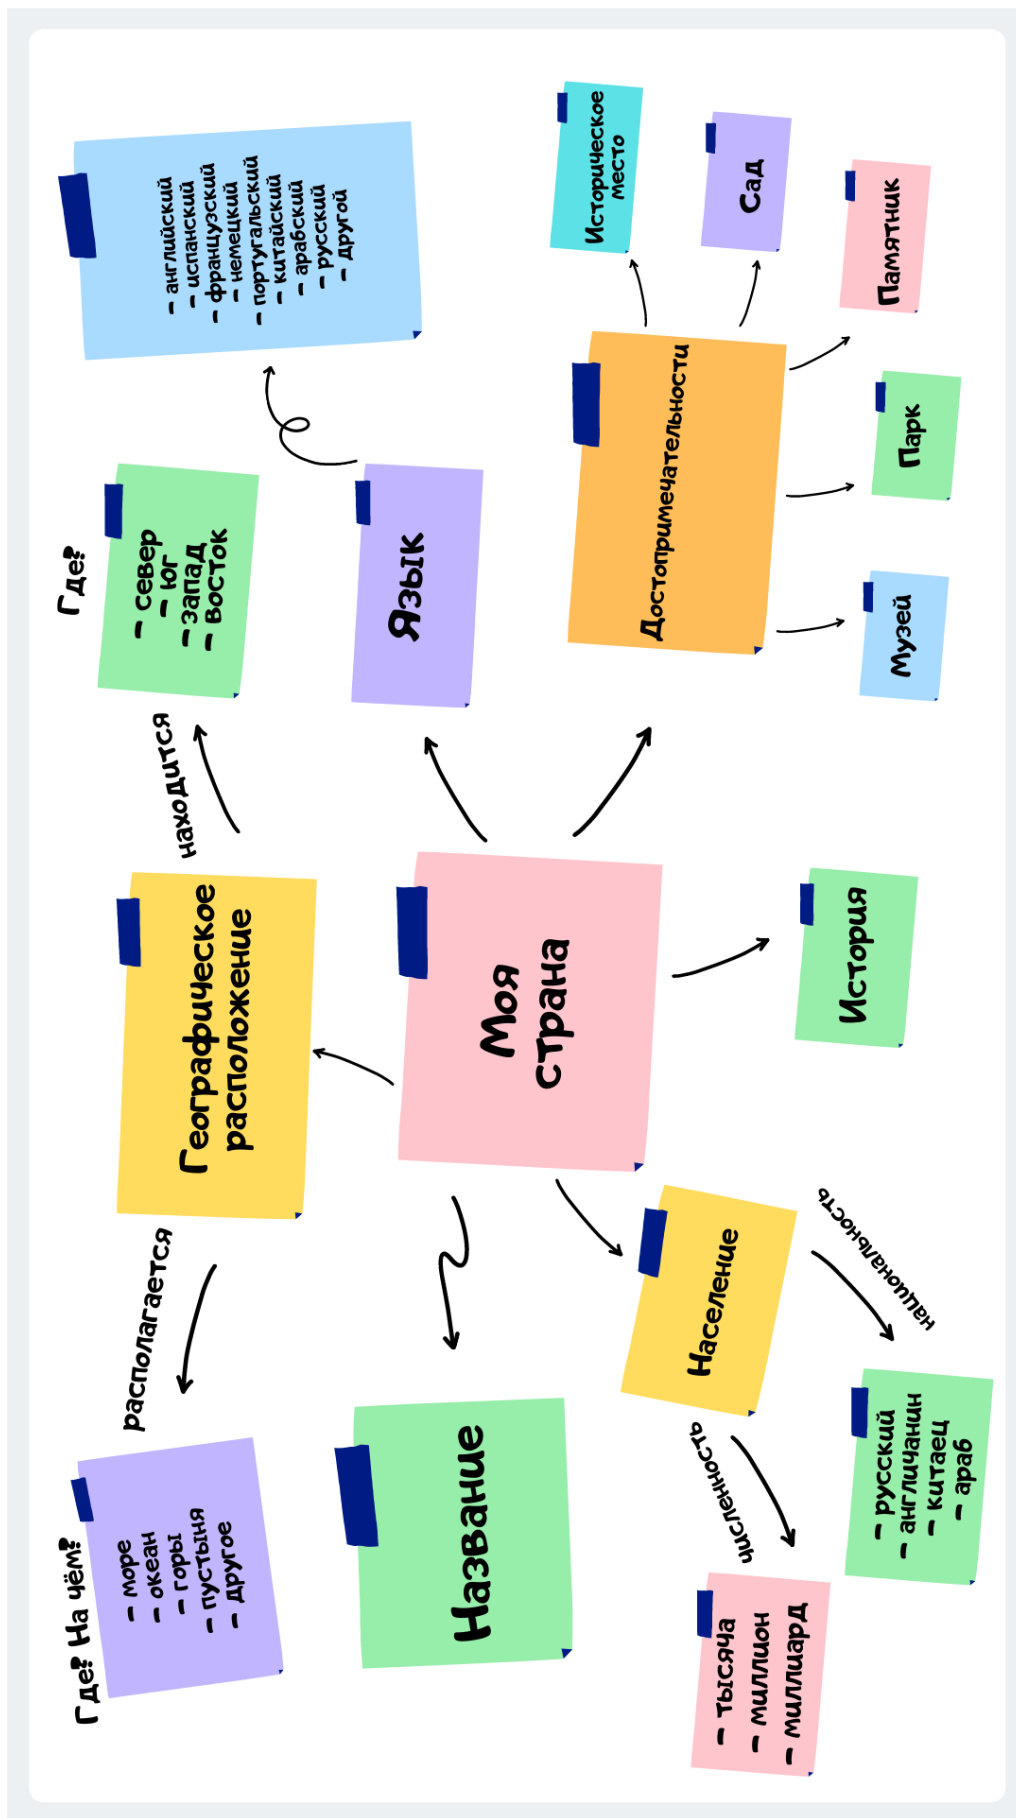 Где? На чём?
– море
– океан
– горы
– пустыня
– другое
располагается
Географическое
расположение
находится
Где?
– север
– юг
– запад
– восток
– английский
– испанский
– французский
– немецкий
– португальский
– китайский
– арабский
– русский
– другой
Название
Моя
страна
Язык
Население
численность
– тысяча
– миллион
– миллиард
национальность
– русский
– англичанин
– китаец
– араб
История
Достопримечательности
Историческое
место
Сад
Памятник
Парк
Музей